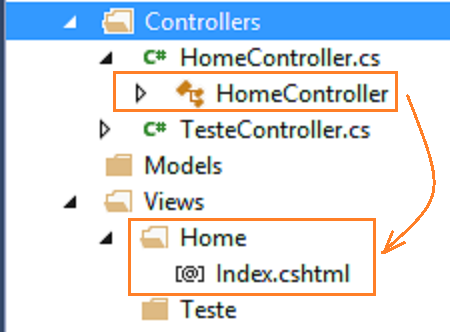 Controllers
C# HomeController.cs
HomeController
C# TesteController.cs
Models
Views
Home
[@] Index.cshtml
Teste